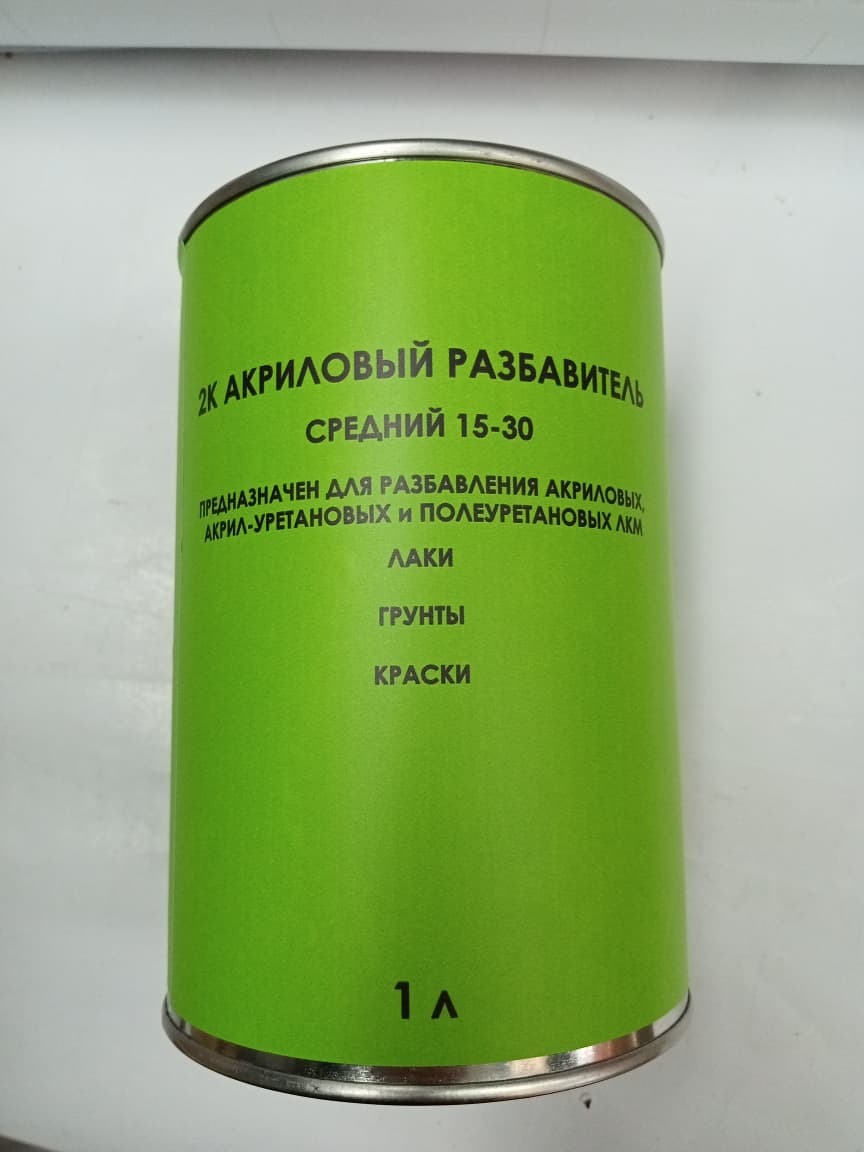 2К АКРИЛОВЫЙ РАЗБАВИТЕЛЬ
СРЕДНИЙ 15-30
ПРЕДНАЗНАЧЕН ДЛЯ РАЗБАВЛЕНИЯ АКРИЛОВЫХ,
АКРИЛ-УРЕТАНОВЫХ и ПОЛЕУРЕТАНОВЫХ ЛКМ
ЛАКИ
ГРУНТЫ
КРАСКИ
1 л